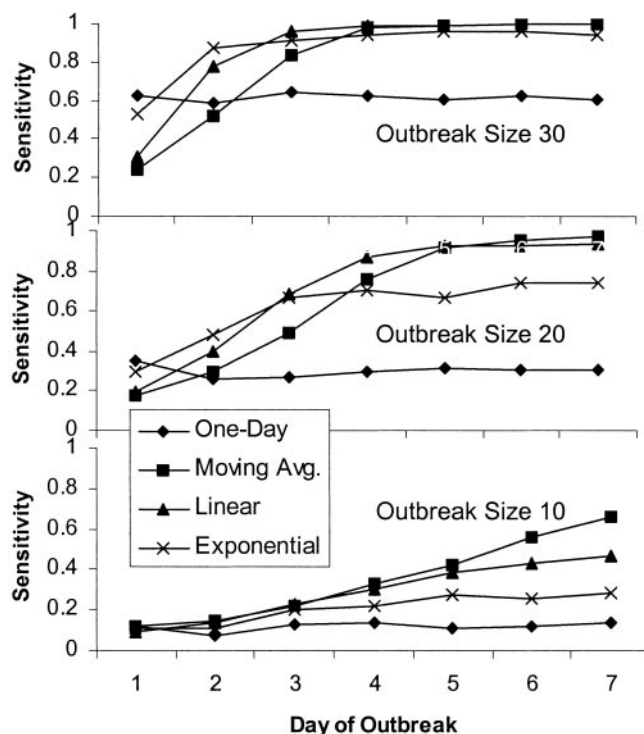 1
0.8
0.6
0.4
0.2
0
Sensitivity
Outbreak Size 30
1
0.8
0.6
0.4
0.2
0
Sensitivity
5 6 7
Outbreak Size 20
One-Day
Moving Avg.
Linear
Exponential
1
0.8
0.6
0.4
0.2
0
Sensitivity
Outbreak Size 10
1 2 3 4 5 6 7
Day of Outbreak